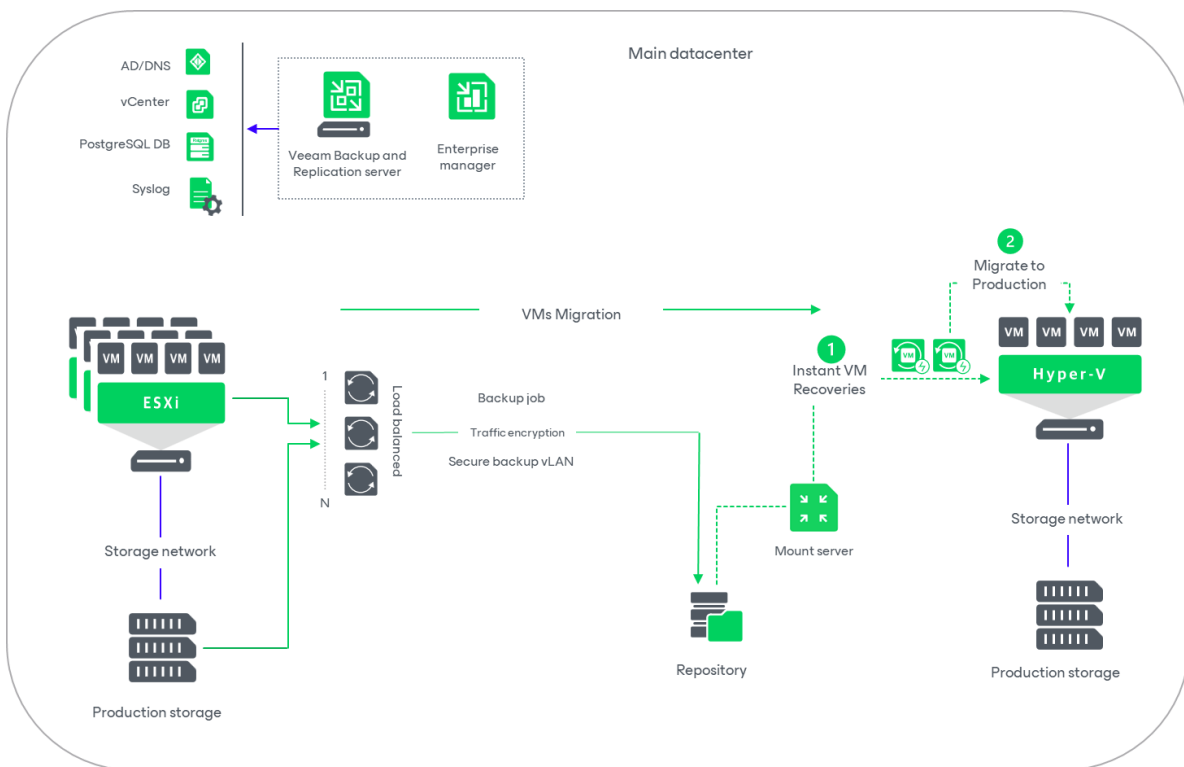 Main datacenter
AD/DNS
vCenter
PostgreSQL DB
Syslog
Veeam Backup and
Replication server
Enterprise
manager
2
Migrate to
Production
VMs Migration
VM VM VM VM
ESXi
1
N
Load balanced
Backup job
Traffic encryption
Secure backup vLAN
1
Instant VM
Recoveries
VM VM
VM VM VM VM
Hyper-V
Mount server
Storage network
Storage network
Repository
Production storage
Production storage